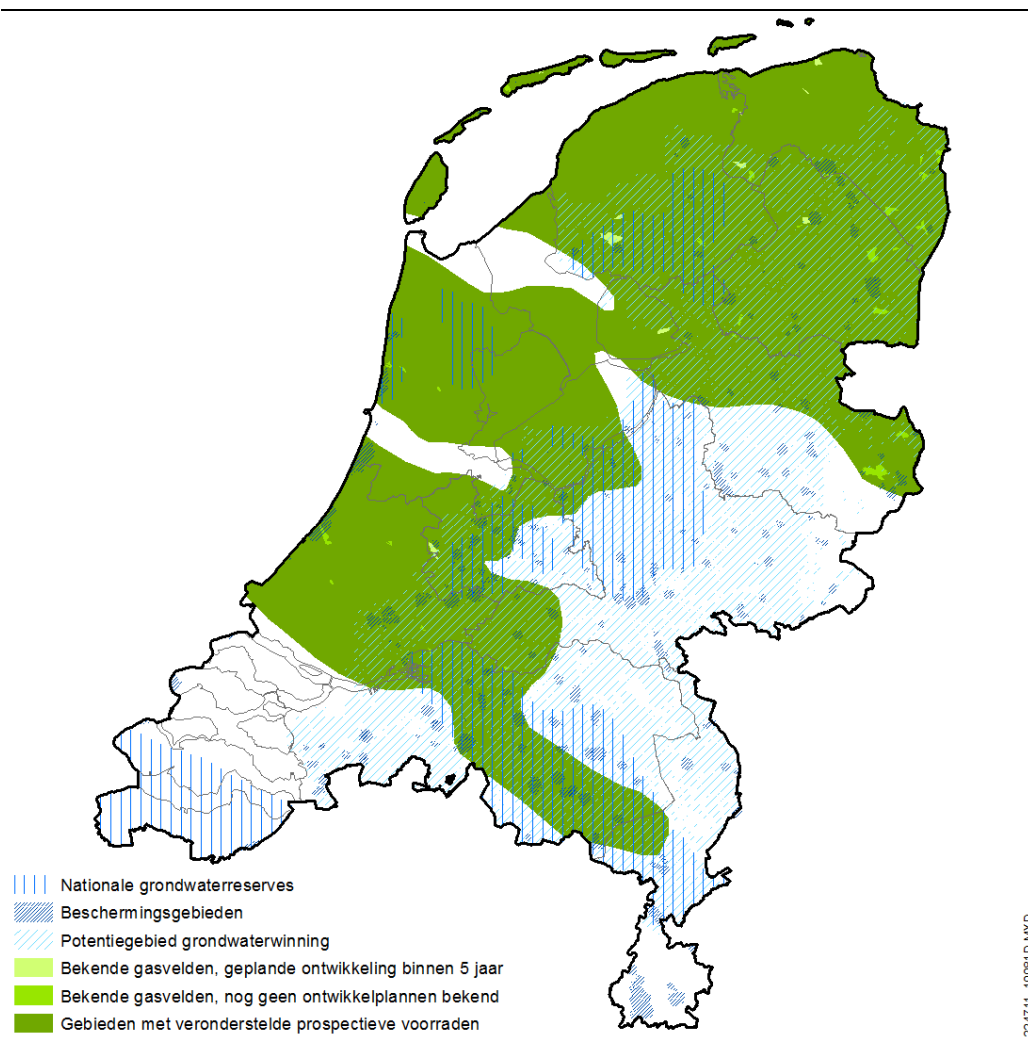 Nationale grondwaterreserves
Beschermingsgebieden
Potentiegebied grondwaterwinning
Bekende gasvelden, geplande ontwikkeling binnen 5 jaar
Bekende gasvelden, nog geen ontwikkelplannen bekend
Gebieden met veronderstelde prospectieve voorraden